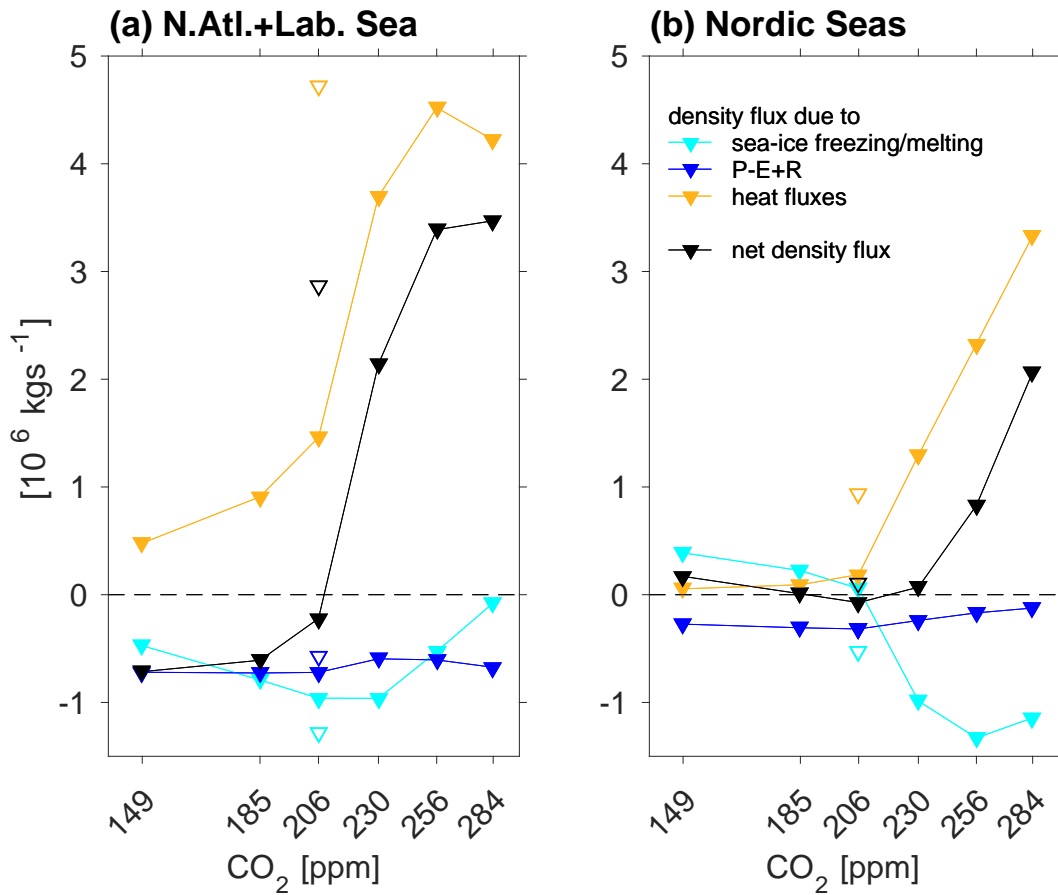 (a) N.Atl.+Lab. Sea
(b) Nordic Seas
5
4
3
2
1
0
-1
[10 6 kgs -1]
149
185
206
230
256
284
CO2 [ppm]
5
4
3
2
1
0
-1
density flux due to
sea-ice freezing/melting
P-E+R
heat fluxes
net density flux
149
185
206
230
256
284
CO2 [ppm]